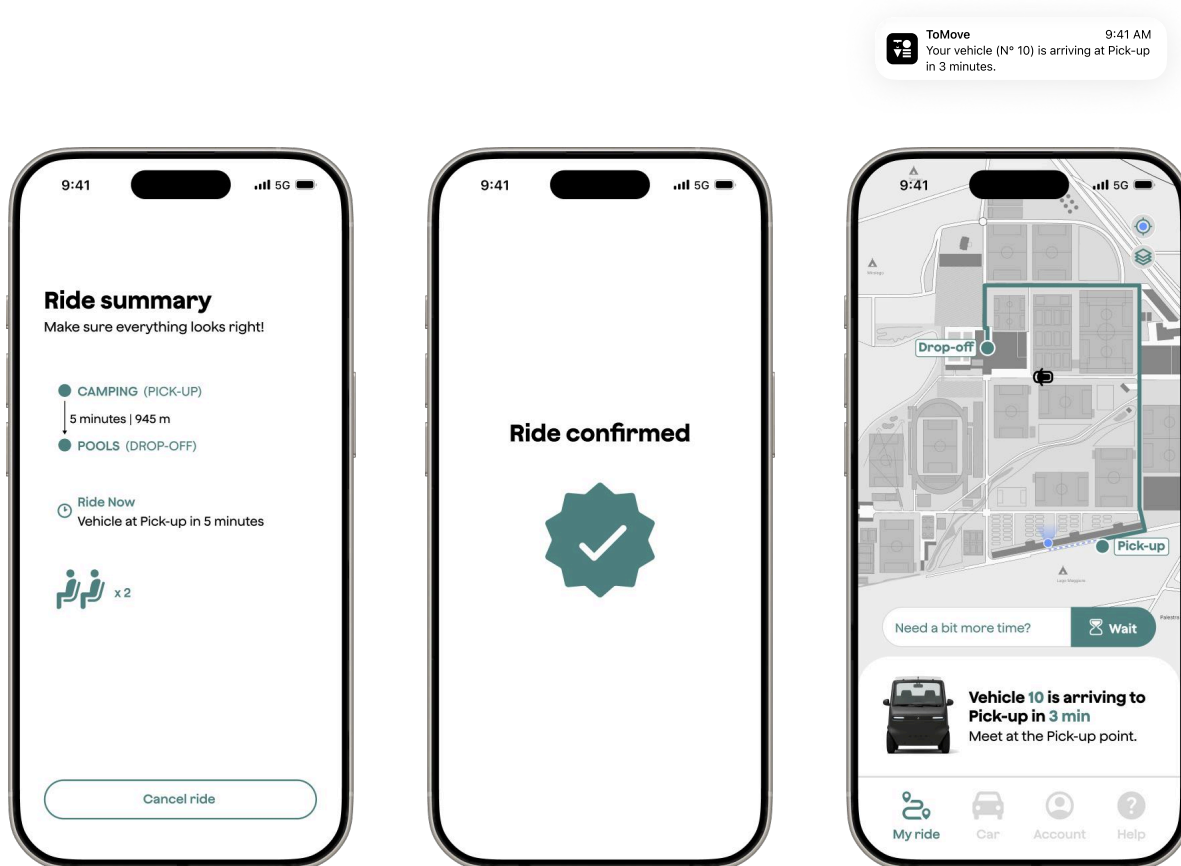 ToMove
9:41 AM
Your vehicle (N° 10) is arriving at Pick-up
in 3 minutes.
9:41
5G
Ride summary
Make sure everything looks right!
CAMPING (PICK-UP)
5 minutes | 945 m
POOLS (DROP-OFF)
Ride Now
Vehicle at Pick-up in 5 minutes
x 2
Cancel ride
9:41
5G
Ride confirmed
9:41
5G
Drop-off
Pick-up
Lago Maggiore
Palestro
Need a bit more time?
Wait
Vehicle 10 is arriving to
Pick-up in 3 min
Meet at the Pick-up point.
My ride
Car
Account
Help